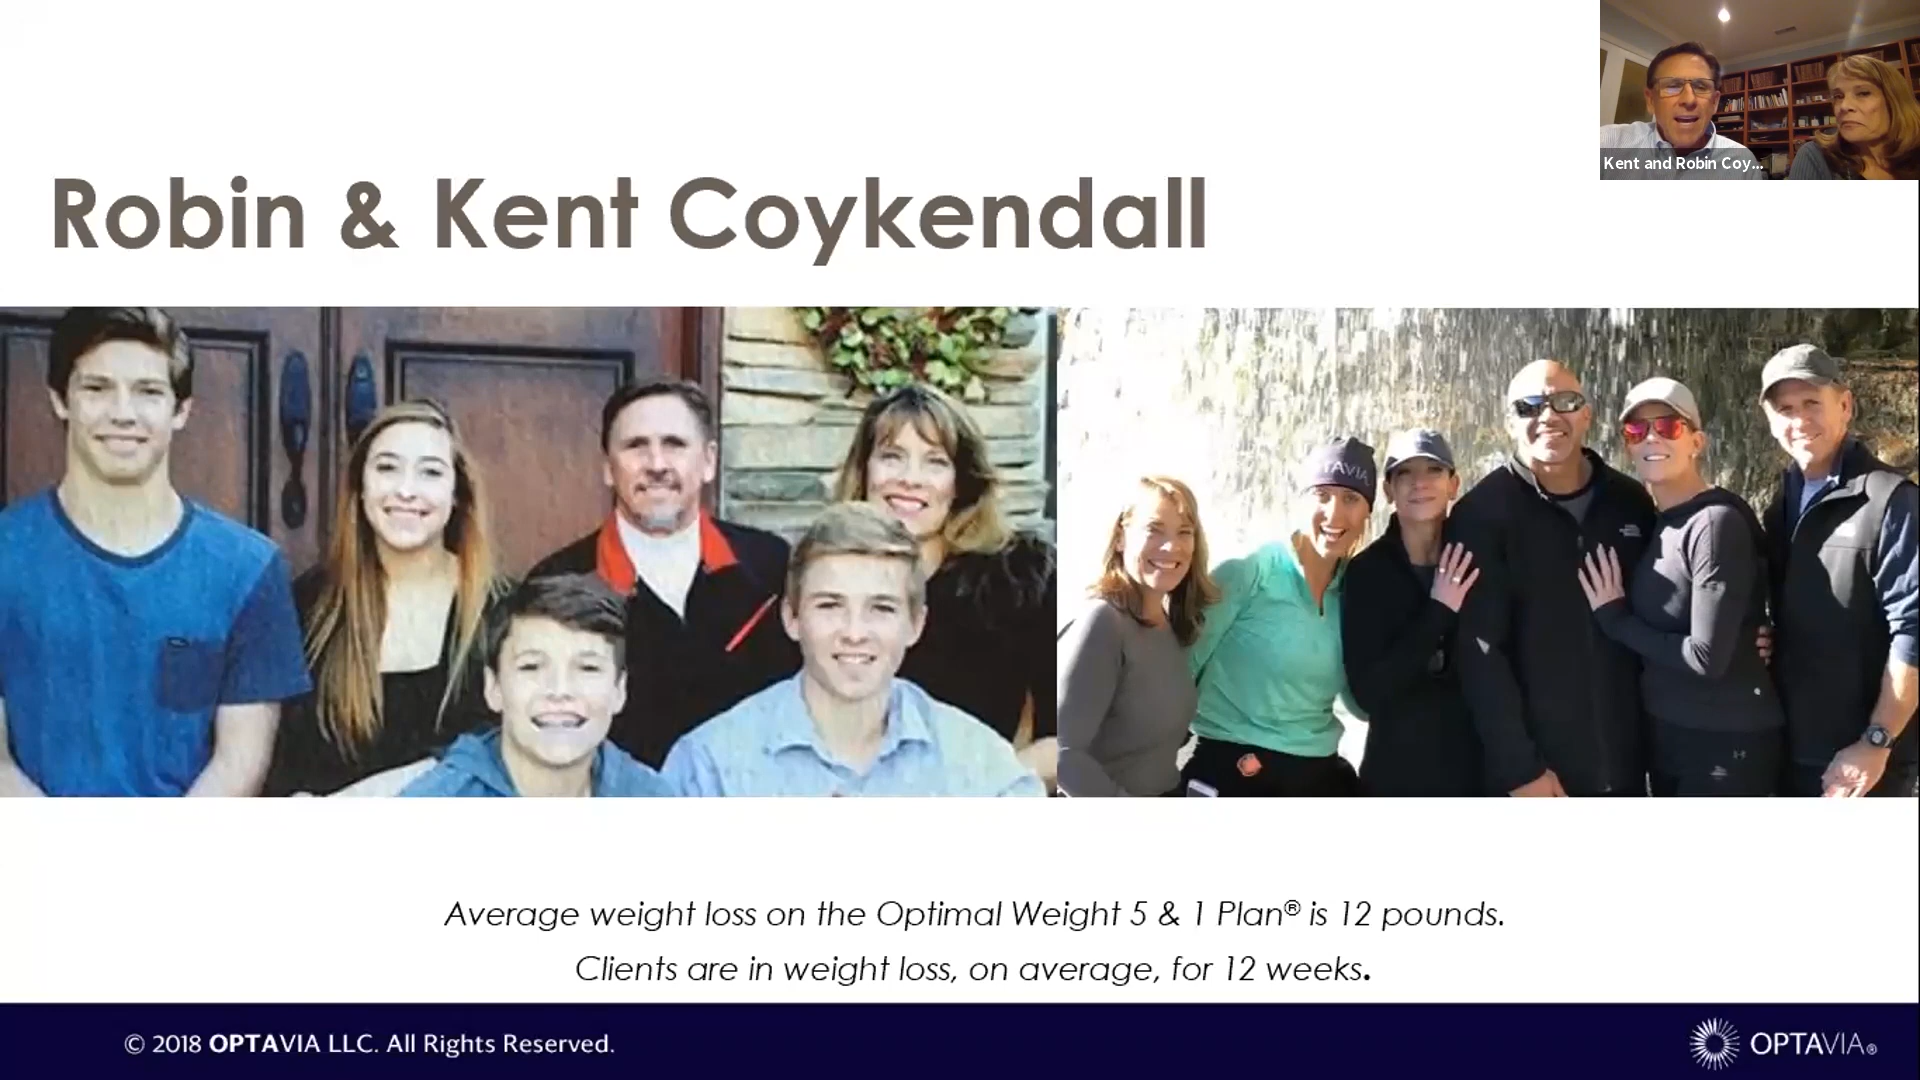 Kent and Robin Coy...
Robin & Kent Coykendall
TAVIA
Average weight loss on the Optimal Weight 5 & 1 Plan® is 12 pounds.
Clients are in weight loss, on average, for 12 weeks.
© 2018 OPTAVIA LLC. All Rights Reserved.
OPTAVIA®